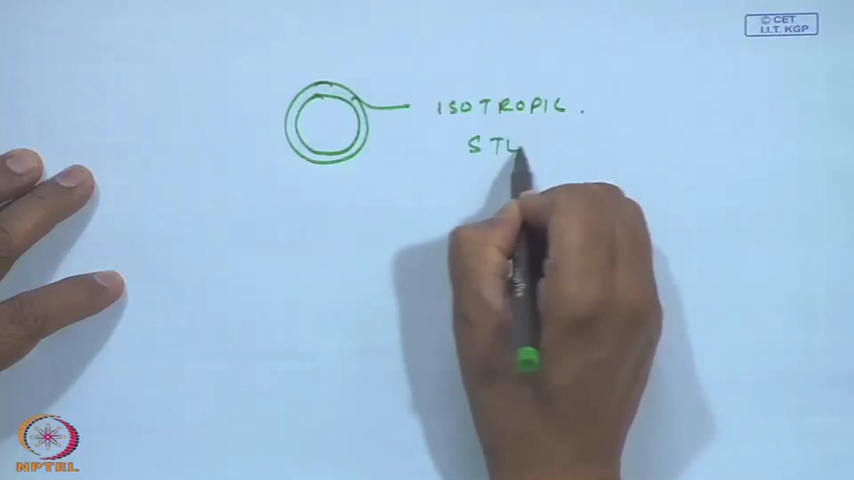 © CET
I.I.T. KGP
ISOTROPIC.
STL
NPTEL